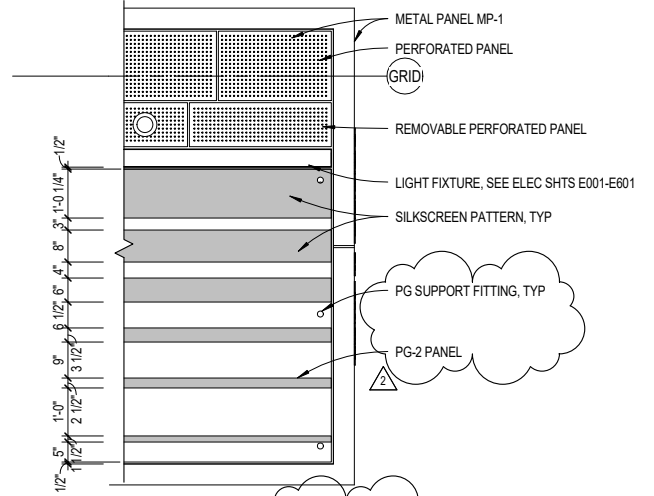 METAL PANEL MP-1
PERFORATED PANEL
GRID
REMOVABLE PERFORATED PANEL
LIGHT FIXTURE, SEE ELEC SHTS E001-E601
SILKSCREEN PATTERN, TYP
PG SUPPORT FITTING, TYP
PG-2 PANEL
2
1/2"
1'-0 1/4"
3"
8"
4"
6"
6 1/2"
3 1/2"
9"
2 1/2"
1'-0"
1 1/2"
5"
1/2"